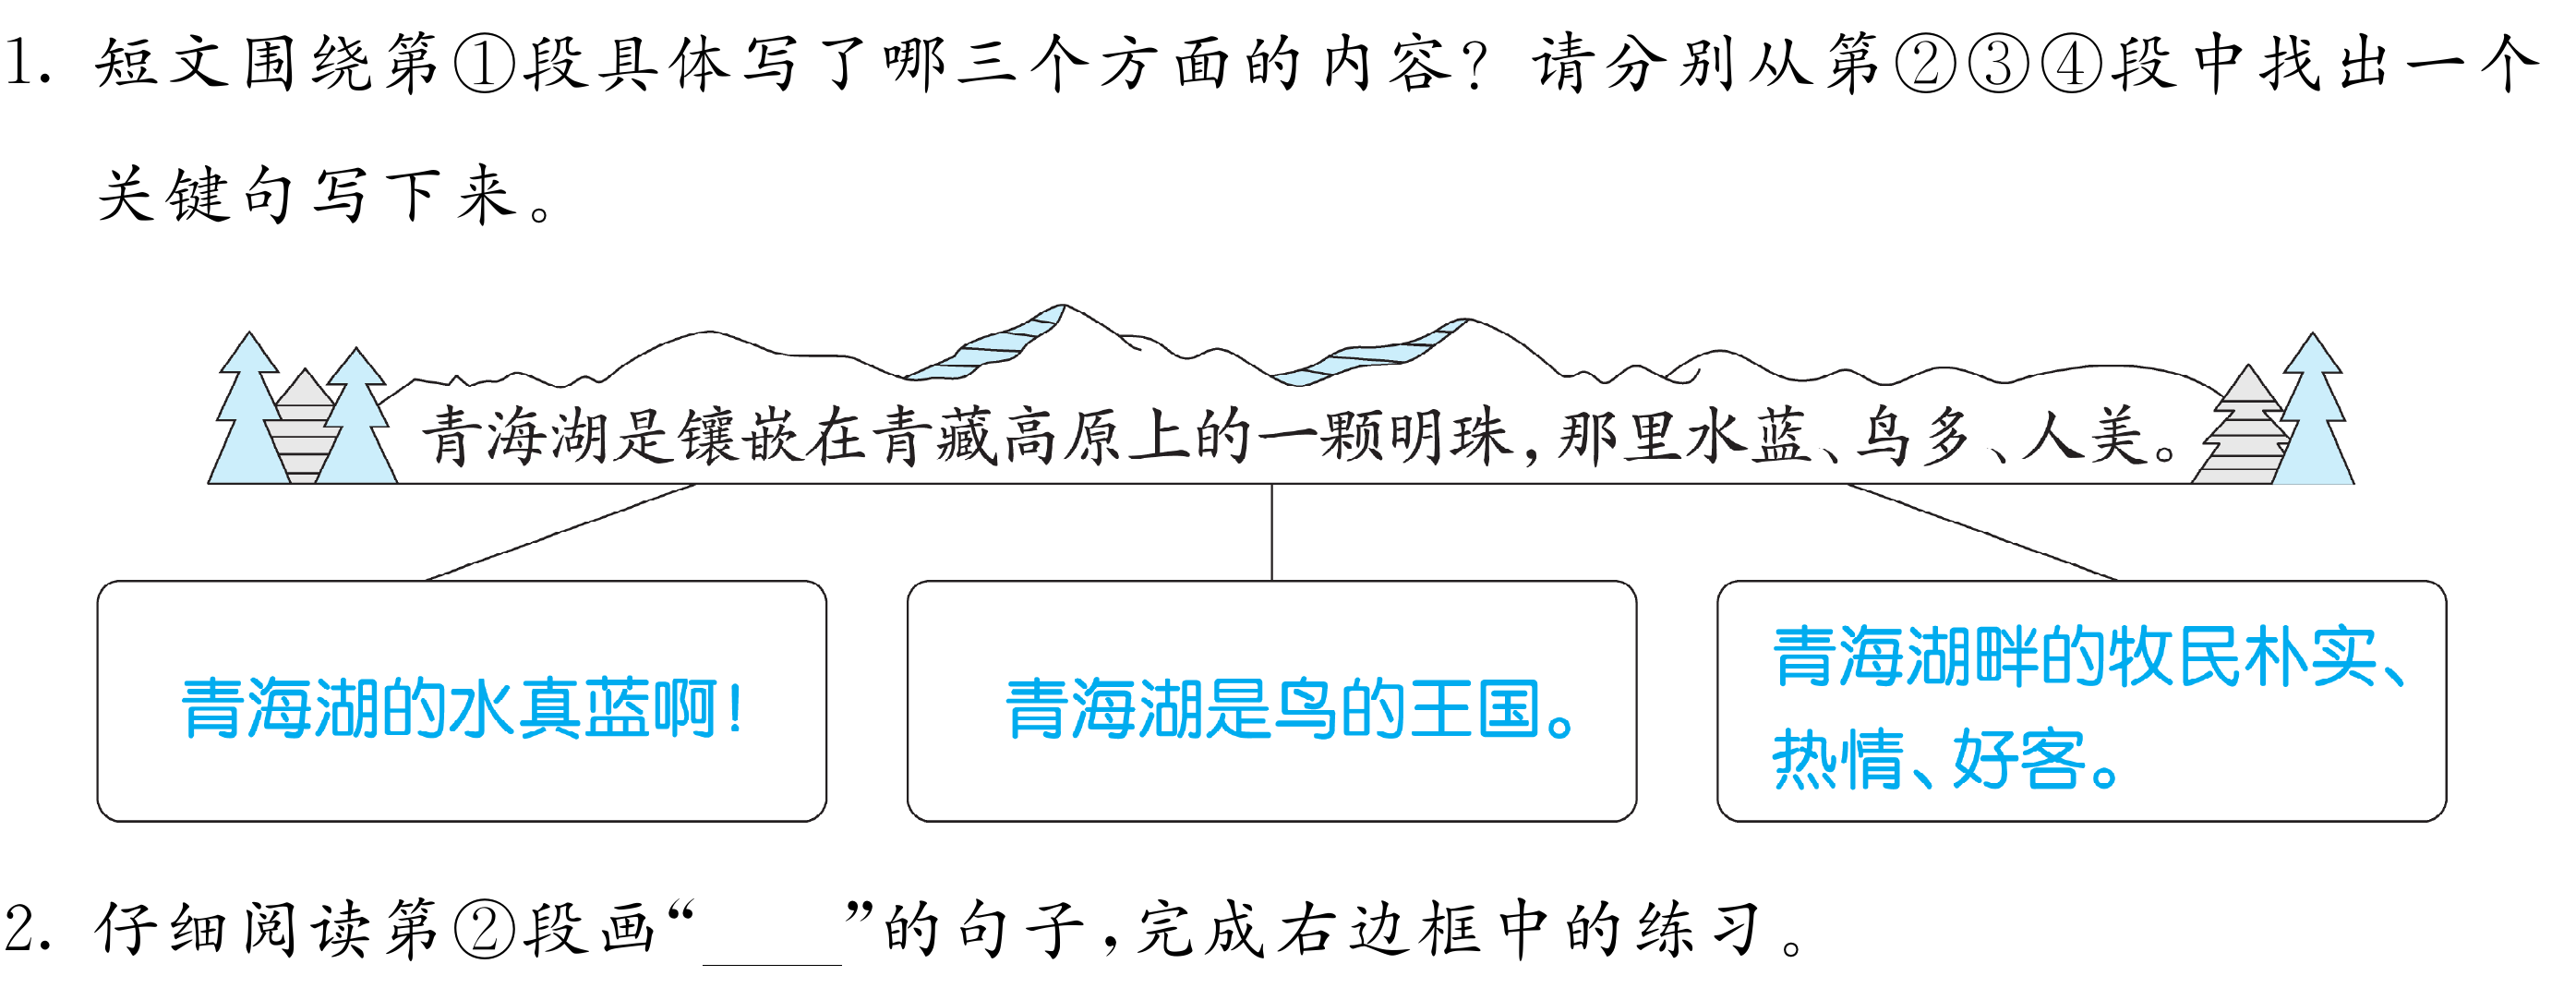 1. 短文围绕第①段具体写了哪三个方面的内容？请分别从第②③④段中找出一个
关键句写下来。
青海湖是镶嵌在青藏高原上的一颗明珠，那里水蓝、鸟多、人美。
青海湖的水真蓝啊！
青海湖是鸟的王国。
青海湖畔的牧民朴实、
热情、好客。
2. 仔细阅读第②段画“____”的句子，完成右边框中的练习。